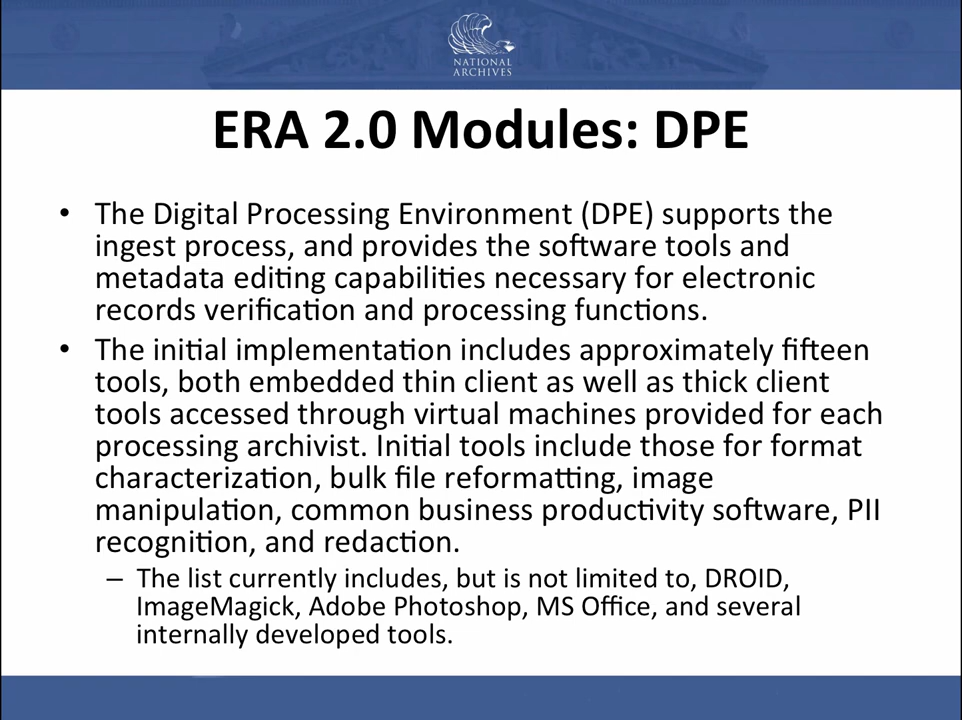 NATIONAL
ARCHIVES
ERA 2.0 Modules: DPE
• The Digital Processing Environment (DPE) supports the
ingest process, and provides the software tools and
metadata editing capabilities necessary for electronic
records verification and processing functions.
• The initial implementation includes approximately fifteen
tools, both embedded thin client as well as thick client
tools accessed through virtual machines provided for each
processing archivist. Initial tools include those for format
characterization, bulk file reformatting, image
manipulation, common business productivity software, PII
recognition, and redaction.
– The list currently includes, but is not limited to, DROID,
ImageMagick, Adobe Photoshop, MS Office, and several
internally developed tools.